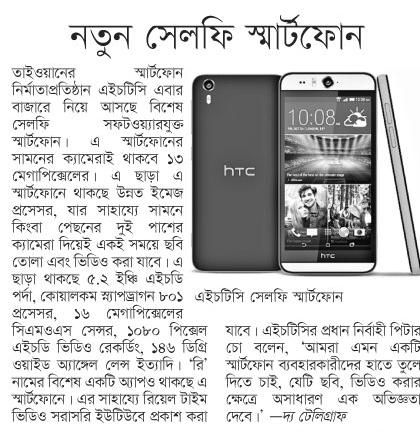 নতুন সেলফি স্মার্টফোন
তাইওয়ানের স্মার্টফোন
নির্মাতাপ্রতিষ্ঠান এইচটিসি এবার
বাজারে নিয়ে আসছে বিশেষ
সেলফি সফটওয়্যারযুক্ত
স্মার্টফোন। এ স্মার্টফোনের
সামনের ক্যামেরাই থাকবে ১৩
মেগাপিক্সেলের। এ ছাড়া এ
স্মার্টফোনে থাকছে উন্নত ইমেজ
প্রসেসর, যার সাহায্যে সামনে
কিংবা পেছনের দুই পাশের
ক্যামেরা দিয়েই একই সময়ে ছবি
তোলা এবং ভিডিও করা যাবে। এ
ছাড়া থাকছে ৫.২ ইঞ্চি এইচডি
পর্দা, কোয়ালকম স্ন্যাপড্রাগন ৮০১
প্রসেসর, ১৬ মেগাপিক্সেলের
সিএমওএস সেন্সর, ১০৮০ পিক্সেল
এইচডি ভিডিও রেকর্ডিং, ১৪৬ ডিগ্রি
ওয়াইড অ্যাঙ্গেল লেন্স ইত্যাদি। ‘রি’
নামের বিশেষ একটি অ্যাপও থাকছে এ
স্মার্টফোনে। এর সাহায্যে রিয়েল টাইম
ভিডিও সরাসরি ইউটিউবে প্রকাশ করা
hTC
10:08
hTC
এইচটিসি সেলফি স্মার্টফোন
যাবে। এইচটিসির প্রধান নির্বাহী পিটার
চো বলেন, ‘আমরা এমন একটি
স্মার্টফোন ব্যবহারকারীদের হাতে তুলে
দিতে চাই, যেটি ছবি, ভিডিও করার
ক্ষেত্রে অসাধারণ এক অভিজ্ঞতা
দেবে।’ —দ্য টেলিগ্রাফ